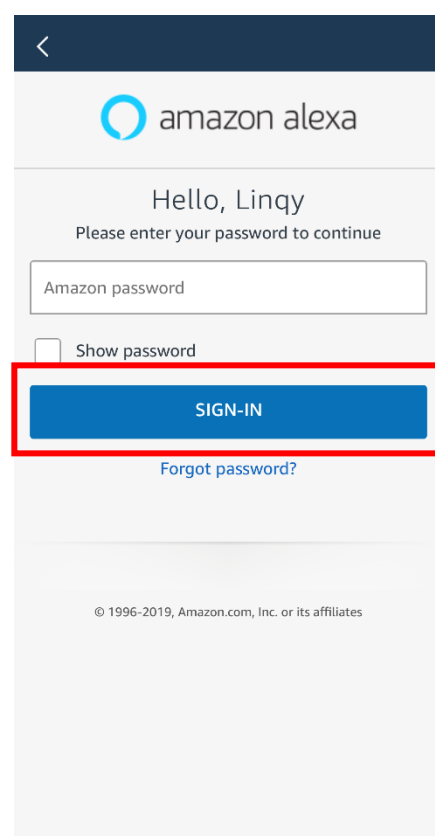 amazon alexa
Hello, Linqy
Please enter your password to continue
Amazon password
Show password
SIGN-IN
Forgot password?
© 1996-2019, Amazon.com, Inc. or its affiliates